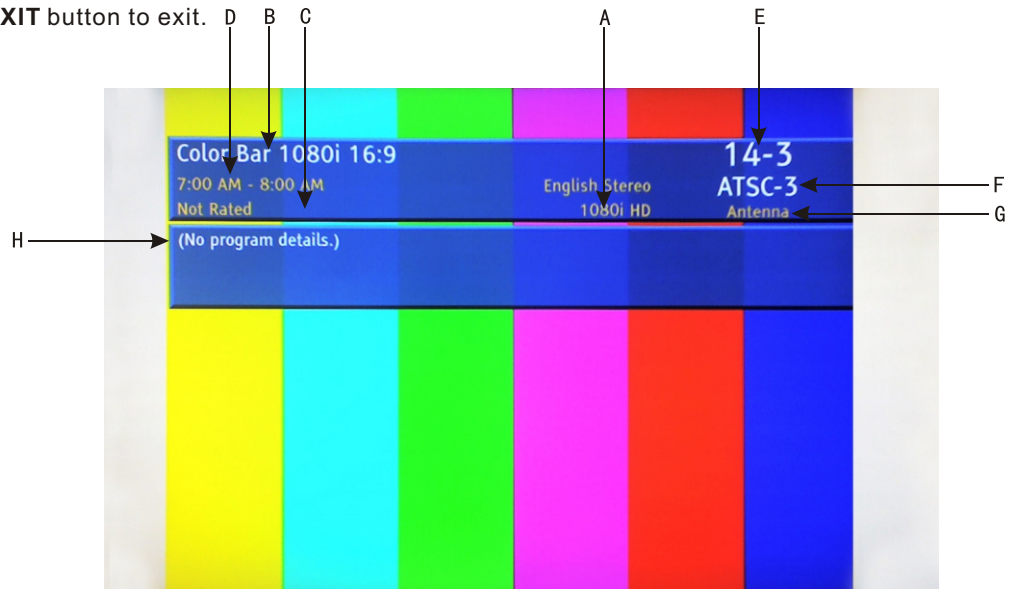 XIT button to exit. D B C A E
Color Bar 1080i 16:9 14-3
7:00 AM - 8:00 AM English Stereo ATSC-3 F
Not Rated 1080i HD Antenna G
H (No program details.)